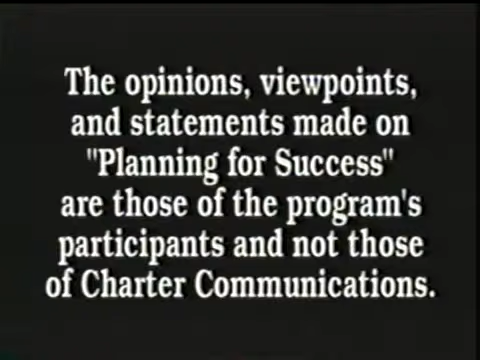 The opinions, viewpoints,
and statements made on
"Planning for Success"
are those of the program's
participants and not those
of Charter Communications.